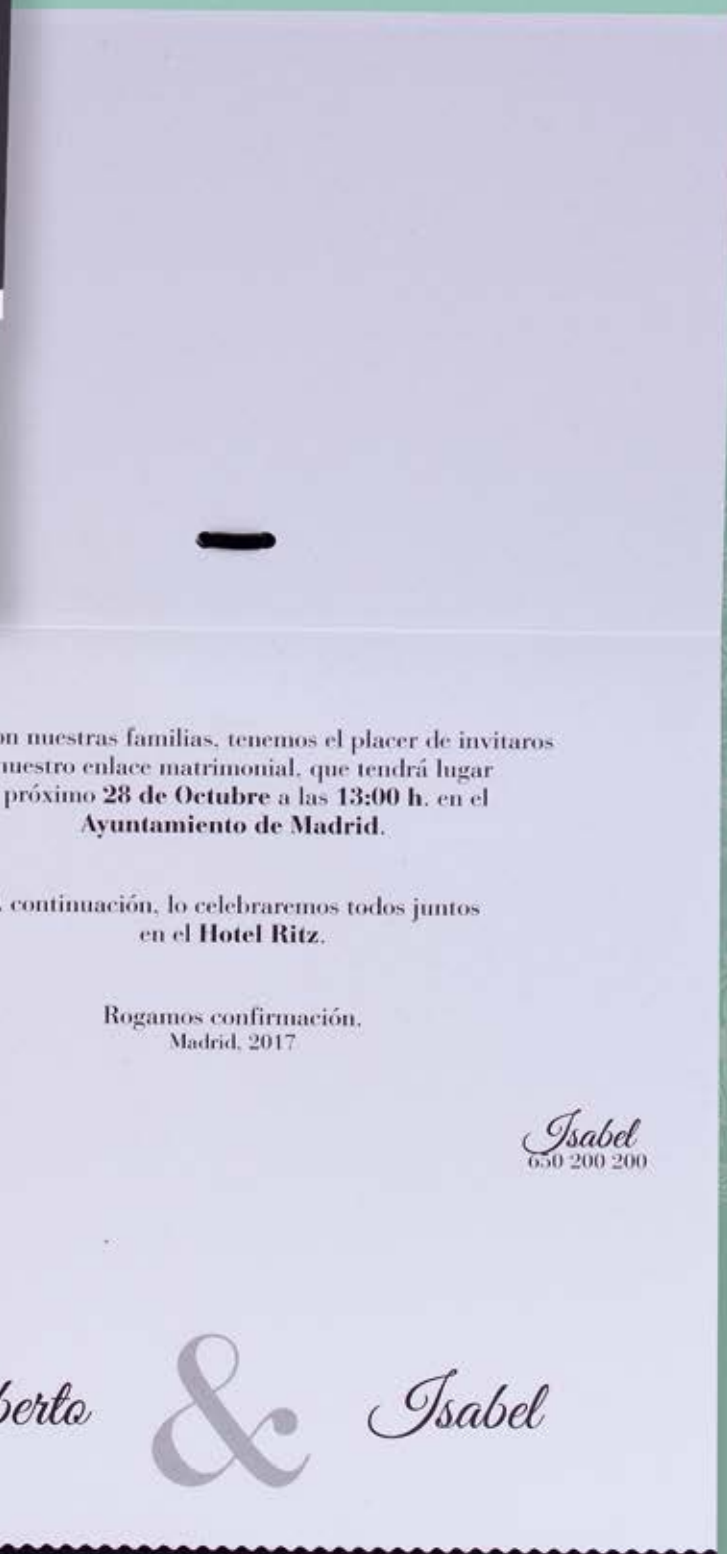 nuestras familias, tenemos el placer de invitaros
nuestro enlace matrimonial, que tendrá lugar
próximo 28 de Octubre a las 13:00 h. en el
Ayuntamiento de Madrid.
continuación, lo celebraremos todos juntos
en el Hotel Ritz.
Rogamos confirmación.
Madrid, 2017
Isabel
650 200 200
& Isabel